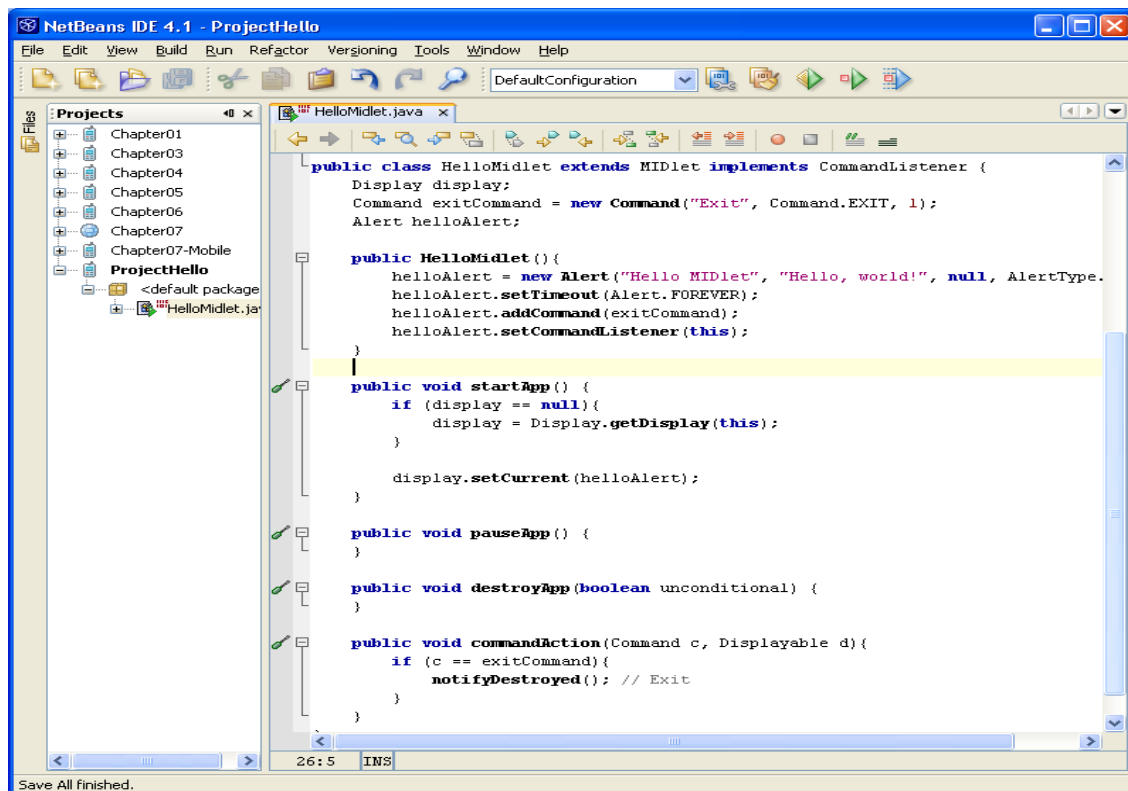 NetBeans IDE 4.1 - ProjectHello
File Edit View Build Run Refactor Versioning Tools Window Help
DefaultConfiguration
Files
Projects
Chapter01
Chapter03
Chapter04
Chapter05
Chapter06
Chapter07
Chapter07-Mobile
ProjectHello
<default package
HelloMidlet.ja
HelloMidlet.java
public class HelloMidlet extends MIDlet implements CommandListener {
Display display;
Command exitCommand = new Command("Exit", Command.EXIT, 1);
Alert helloAlert;
public HelloMidlet(){
helloAlert = new Alert("Hello MIDlet", "Hello, world!", null, AlertType.
helloAlert.setTimeout(Alert.FOREVER);
helloAlert.addCommand(exitCommand);
helloAlert.setCommandListener(this);
}
public void startApp() {
if (display == null){
display = Display.getDisplay(this);
}
display.setCurrent(helloAlert);
}
public void pauseApp() {
}
public void destroyApp(boolean unconditional) {
}
public void commandAction(Command c, Displayable d){
if (c == exitCommand){
notifyDestroyed(); // Exit
}
}
26:5 INS
Save All finished.